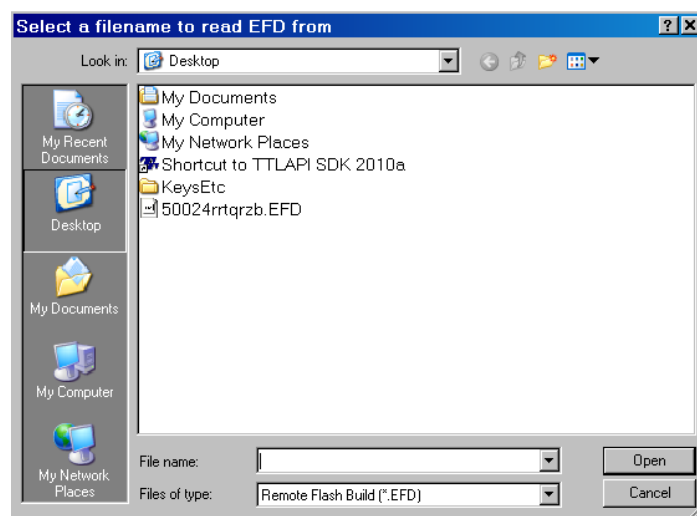 Select a filename to read EFD from
Look in:
Desktop
My Recent
Documents
Desktop
My Documents
My Computer
My Network
Places
My Documents
My Computer
My Network Places
Shortcut to TTLAPI SDK 2010a
KeysEtc
50024rrtqrzb.EFD
File name:
Open
Files of type:
Remote Flash Build (*.EFD)
Cancel